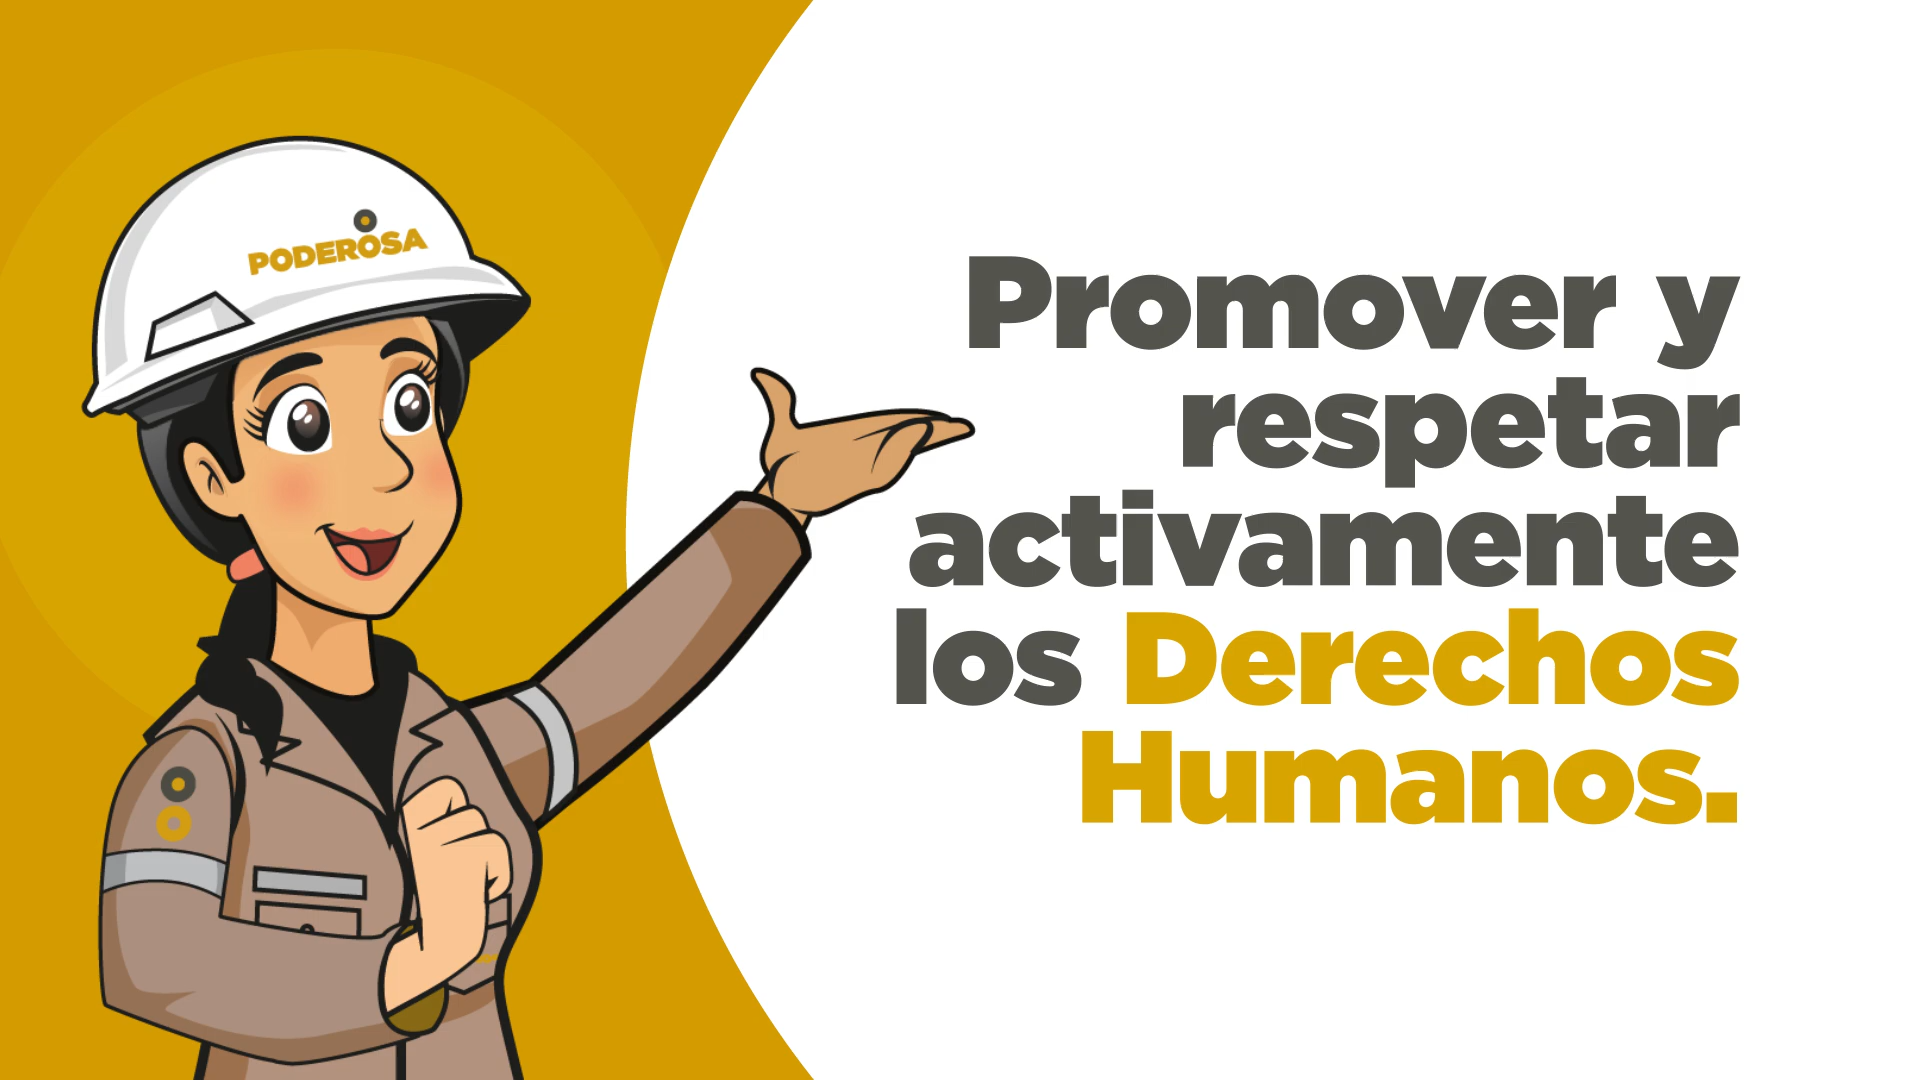 PODEROSA
Promover y
respetar
activamente
los Derechos
Humanos.